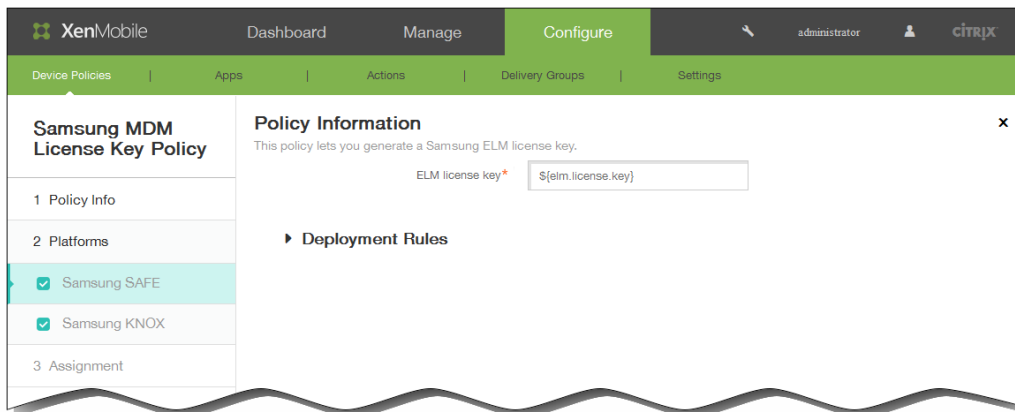 XenMobile Dashboard Manage Configure administrator CITRIX
Device Policies | Apps | Actions | Delivery Groups | Settings
Samsung MDM
License Key Policy
1 Policy Info
2 Platforms
Samsung SAFE
Samsung KNOX
3 Assignment
Policy Information
x
This policy lets you generate a Samsung ELM license key.
ELM license key* ${elm.license.key}
Deployment Rules